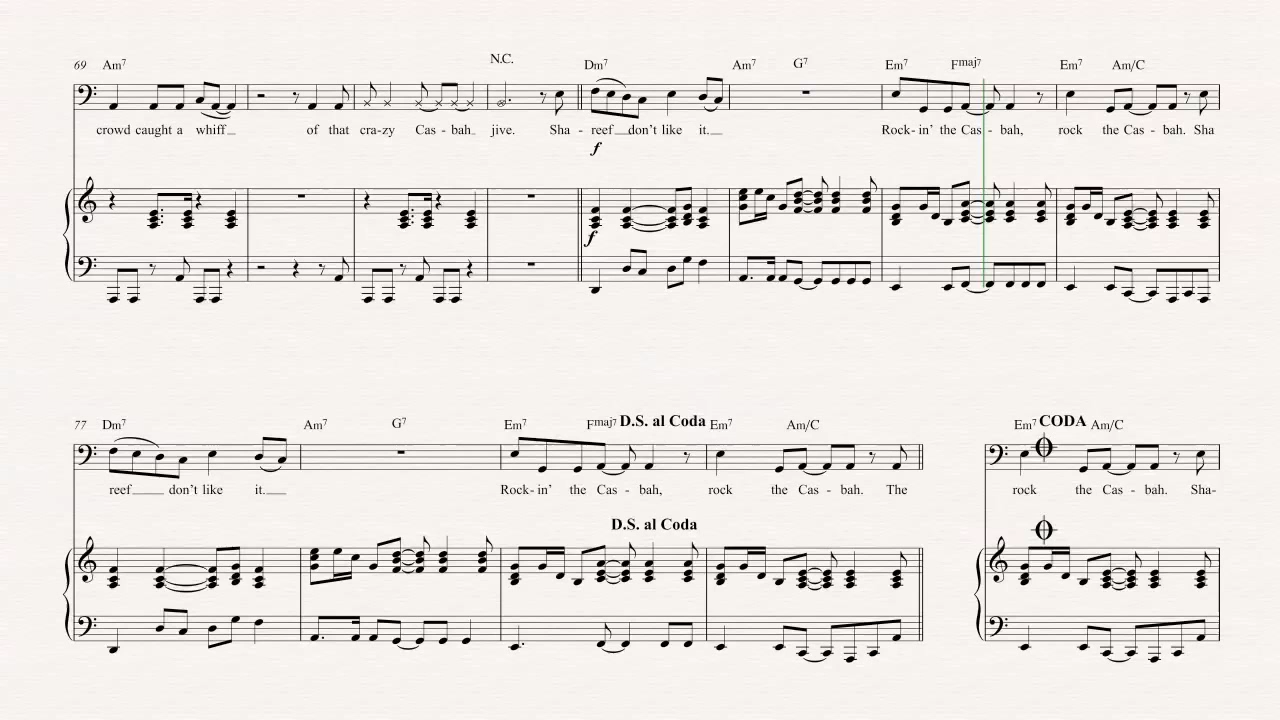 69 Am7 N.C. Dm7 Am7 G7 Em7 Fmaj7 Em7 Am/C
crowd caught a whiff of that cra-zy Cas - bah jive. Sha - reef don't like it. Rock- in' the Cas - bah, rock the Cas - bah. Sha
f
f
77 Dm7 Am7 G7 Em7 Fmaj7 D.S. al Coda Em7 Am/C Em7 CODA Am/C
reef don't like it. Rock- in' the Cas - bah, rock the Cas - bah. The rock the Cas - bah. Sha-
D.S. al Coda